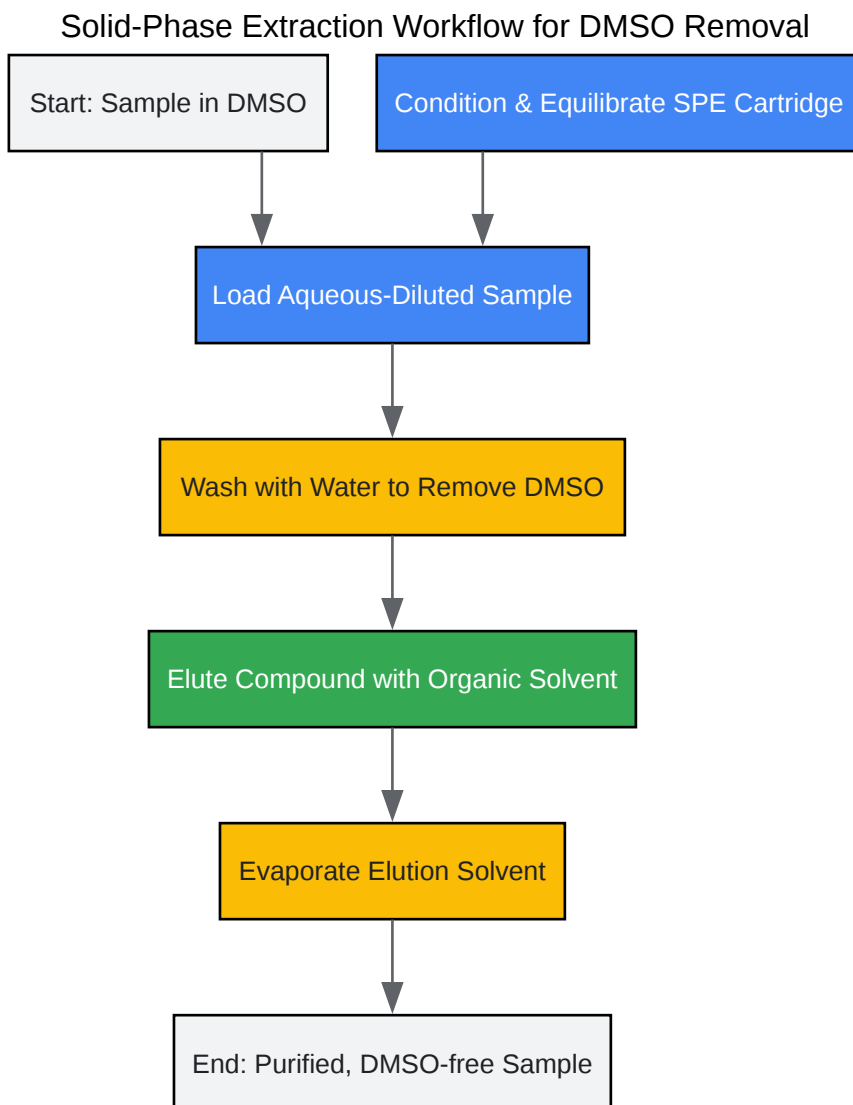 Solid-Phase Extraction Workflow for DMSO Removal
Start: Sample in DMSO
Condition & Equilibrate SPE Cartridge
Load Aqueous-Diluted Sample
Wash with Water to Remove DMSO
Elute Compound with Organic Solvent
Evaporate Elution Solvent
End: Purified, DMSO-free Sample